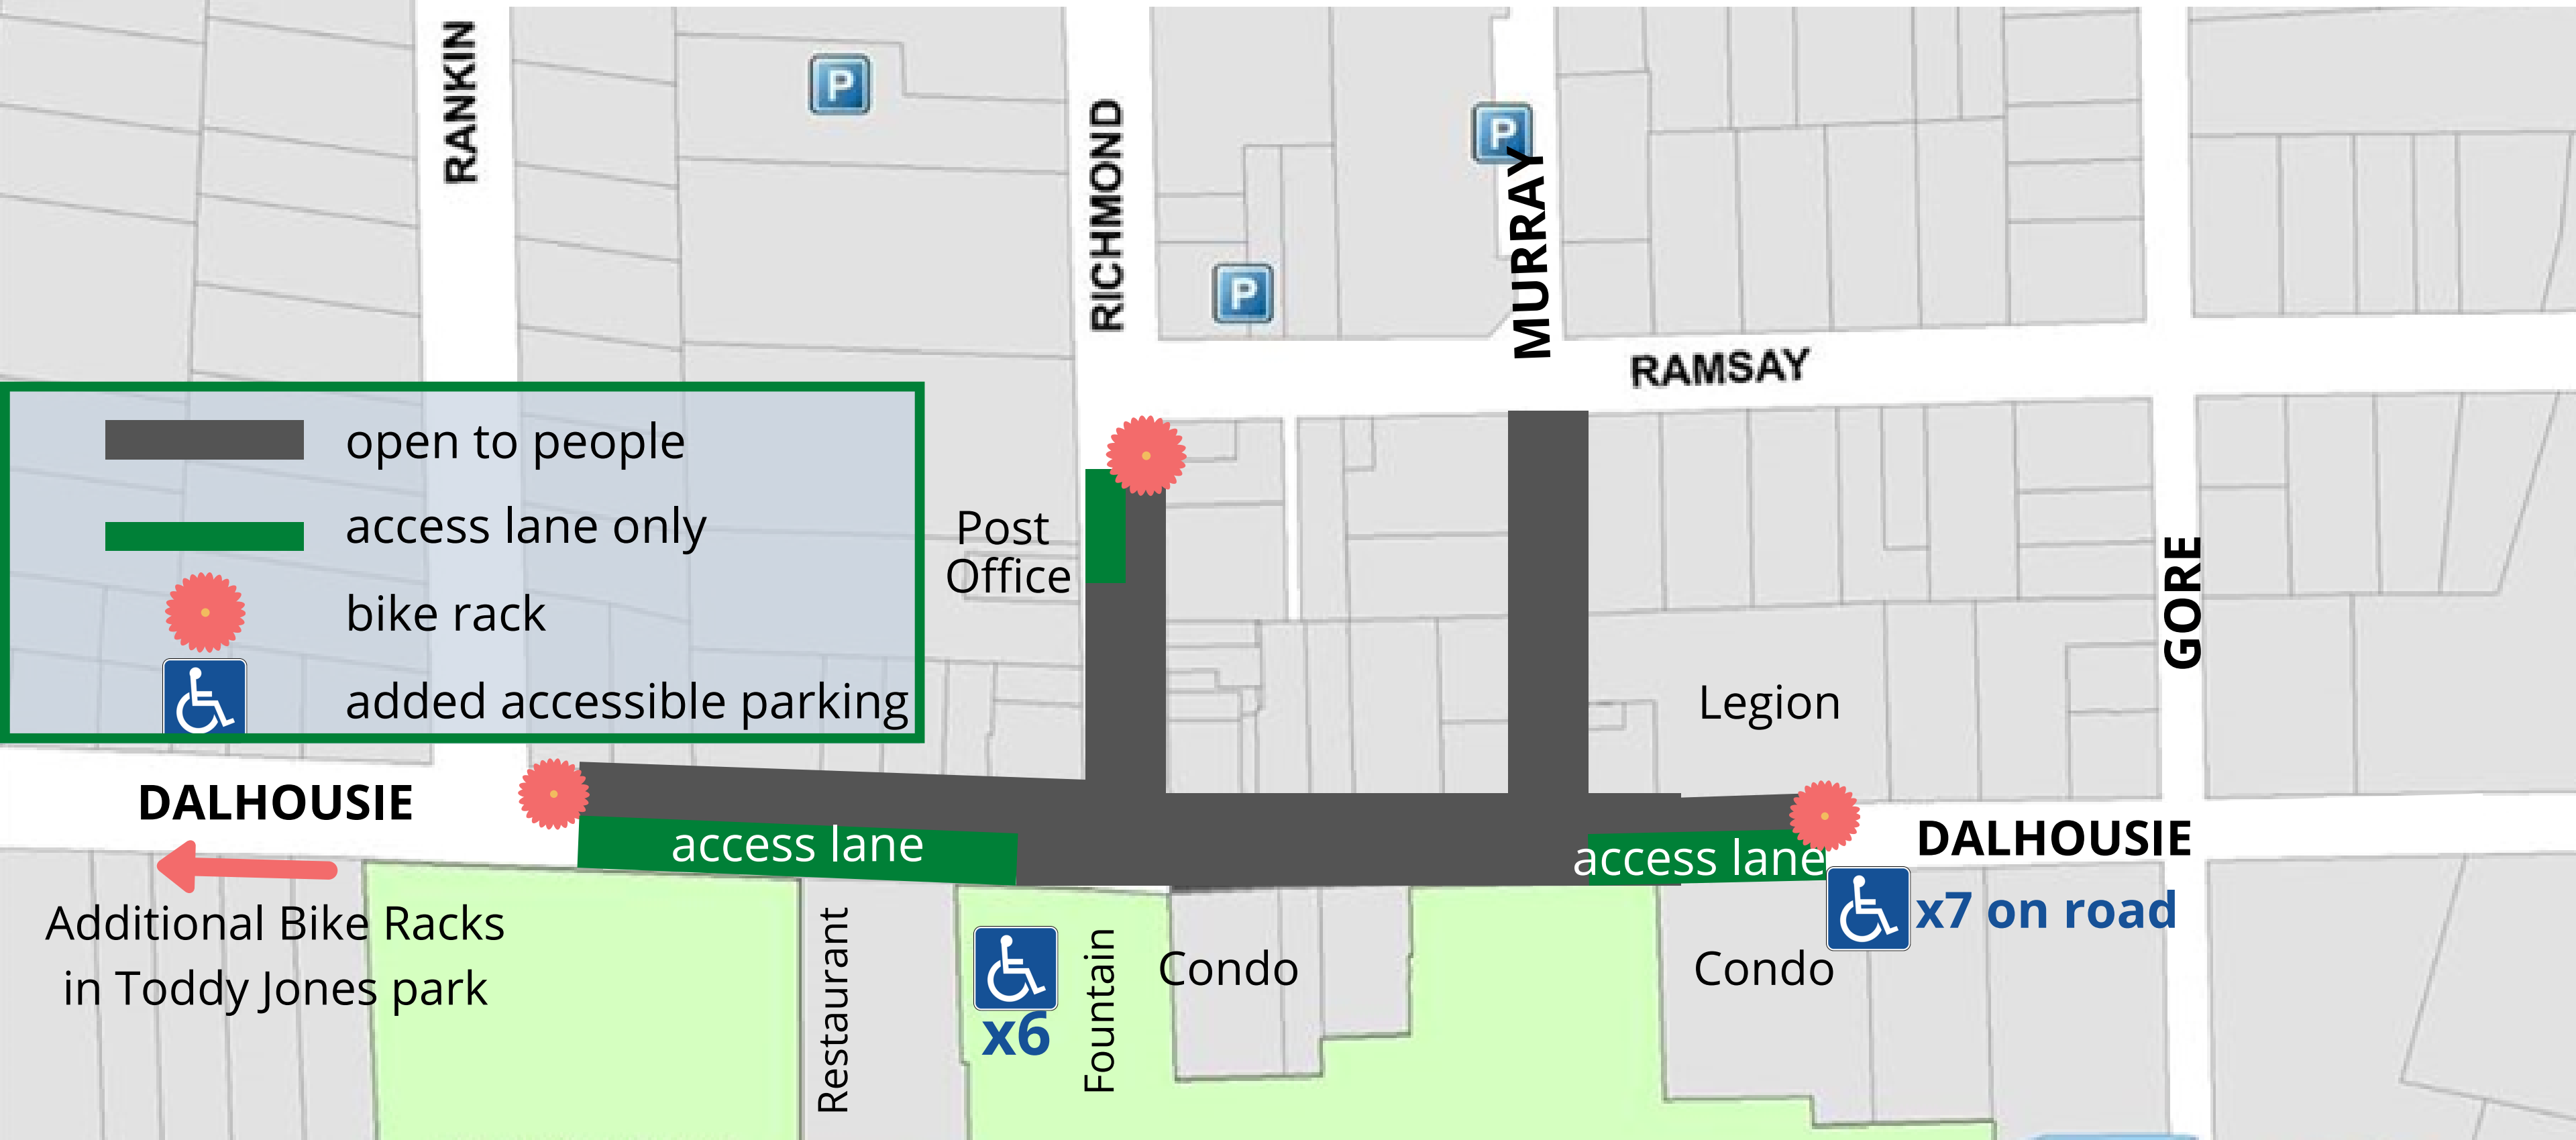 RANKIN
P
RICHMOND
P
MURRAY
P
RAMSAY
open to people
access lane only
bike rack
added accessible parking
Post
Office
GORE
Legion
DALHOUSIE
access lane
access lane
DALHOUSIE
Additional Bike Racks
in Toddy Jones park
Restaurant
x6
Fountain
Condo
Condo
x7 on road